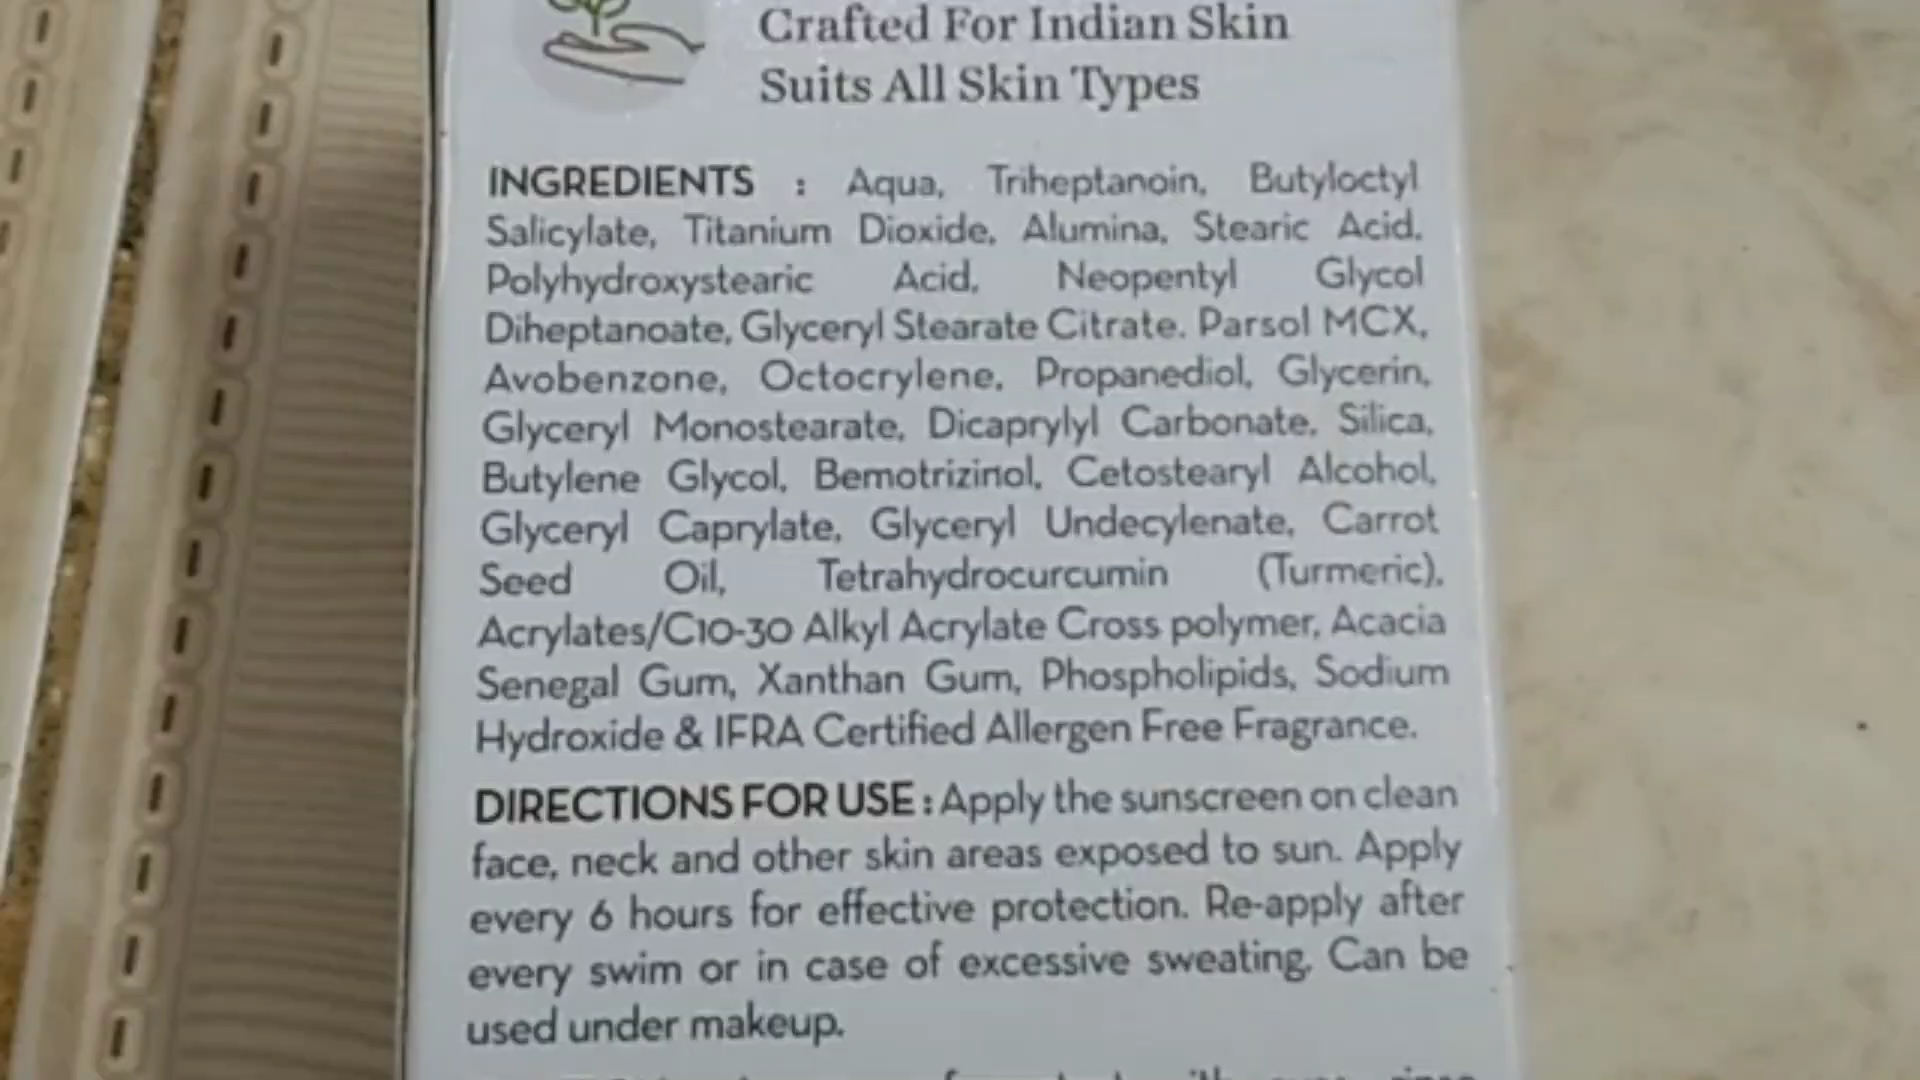 Crafted For Indian Skin
Suits All Skin Types
INGREDIENTS : Aqua, Triheptanoin, Butyloctyl
Salicylate, Titanium Dioxide, Alumina, Stearic Acid,
Polyhydroxystearic Acid, Neopentyl Glycol
Diheptanoate, Glyceryl Stearate Citrate. Parsol MCX,
Avobenzone, Octocrylene, Propanediol, Glycerin,
Glyceryl Monostearate, Dicaprylyl Carbonate, Silica,
Butylene Glycol, Bemotrizinol, Cetostearyl Alcohol,
Glyceryl Caprylate, Glyceryl Undecylenate, Carrot
Seed Oil, Tetrahydrocurcumin (Turmeric),
Acrylates/C10-30 Alkyl Acrylate Cross polymer, Acacia
Senegal Gum, Xanthan Gum, Phospholipids, Sodium
Hydroxide & IFRA Certified Allergen Free Fragrance.
DIRECTIONS FOR USE : Apply the sunscreen on clean
face, neck and other skin areas exposed to sun. Apply
every 6 hours for effective protection. Re-apply after
every swim or in case of excessive sweating. Can be
used under makeup.